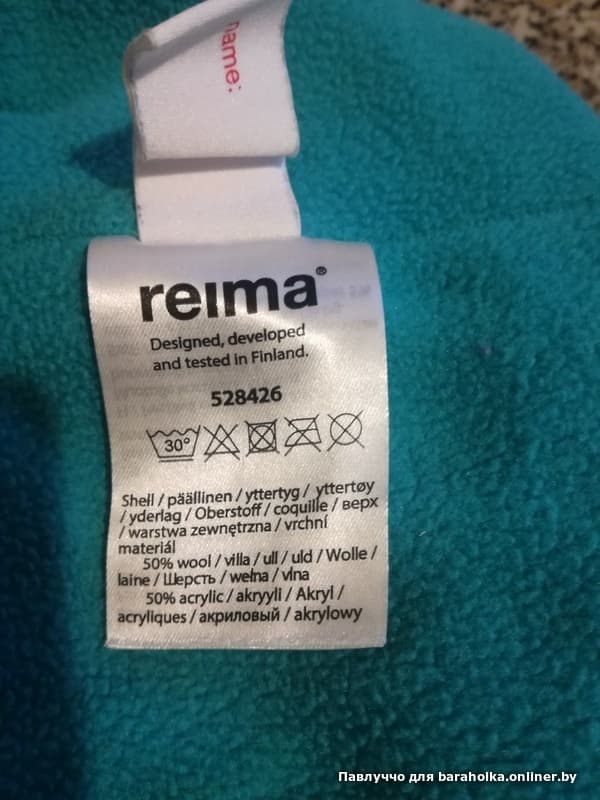 name:
reima®
Designed, developed
and tested in Finland.
528426
30°
Shell / päällinen / yttertyg / yttertøy
/ yderlag / Oberstoff / coquille / верх
/ warstwa zewnętrzna / vrchní
materiál
50% wool / villa / ull / uld / Wolle /
laine / Шерсть / wełna / vlna
50% acrylic / akryyli / Akryl /
acryliques / акриловый / akrylowy
Павлуччо для baraholka.onliner.by